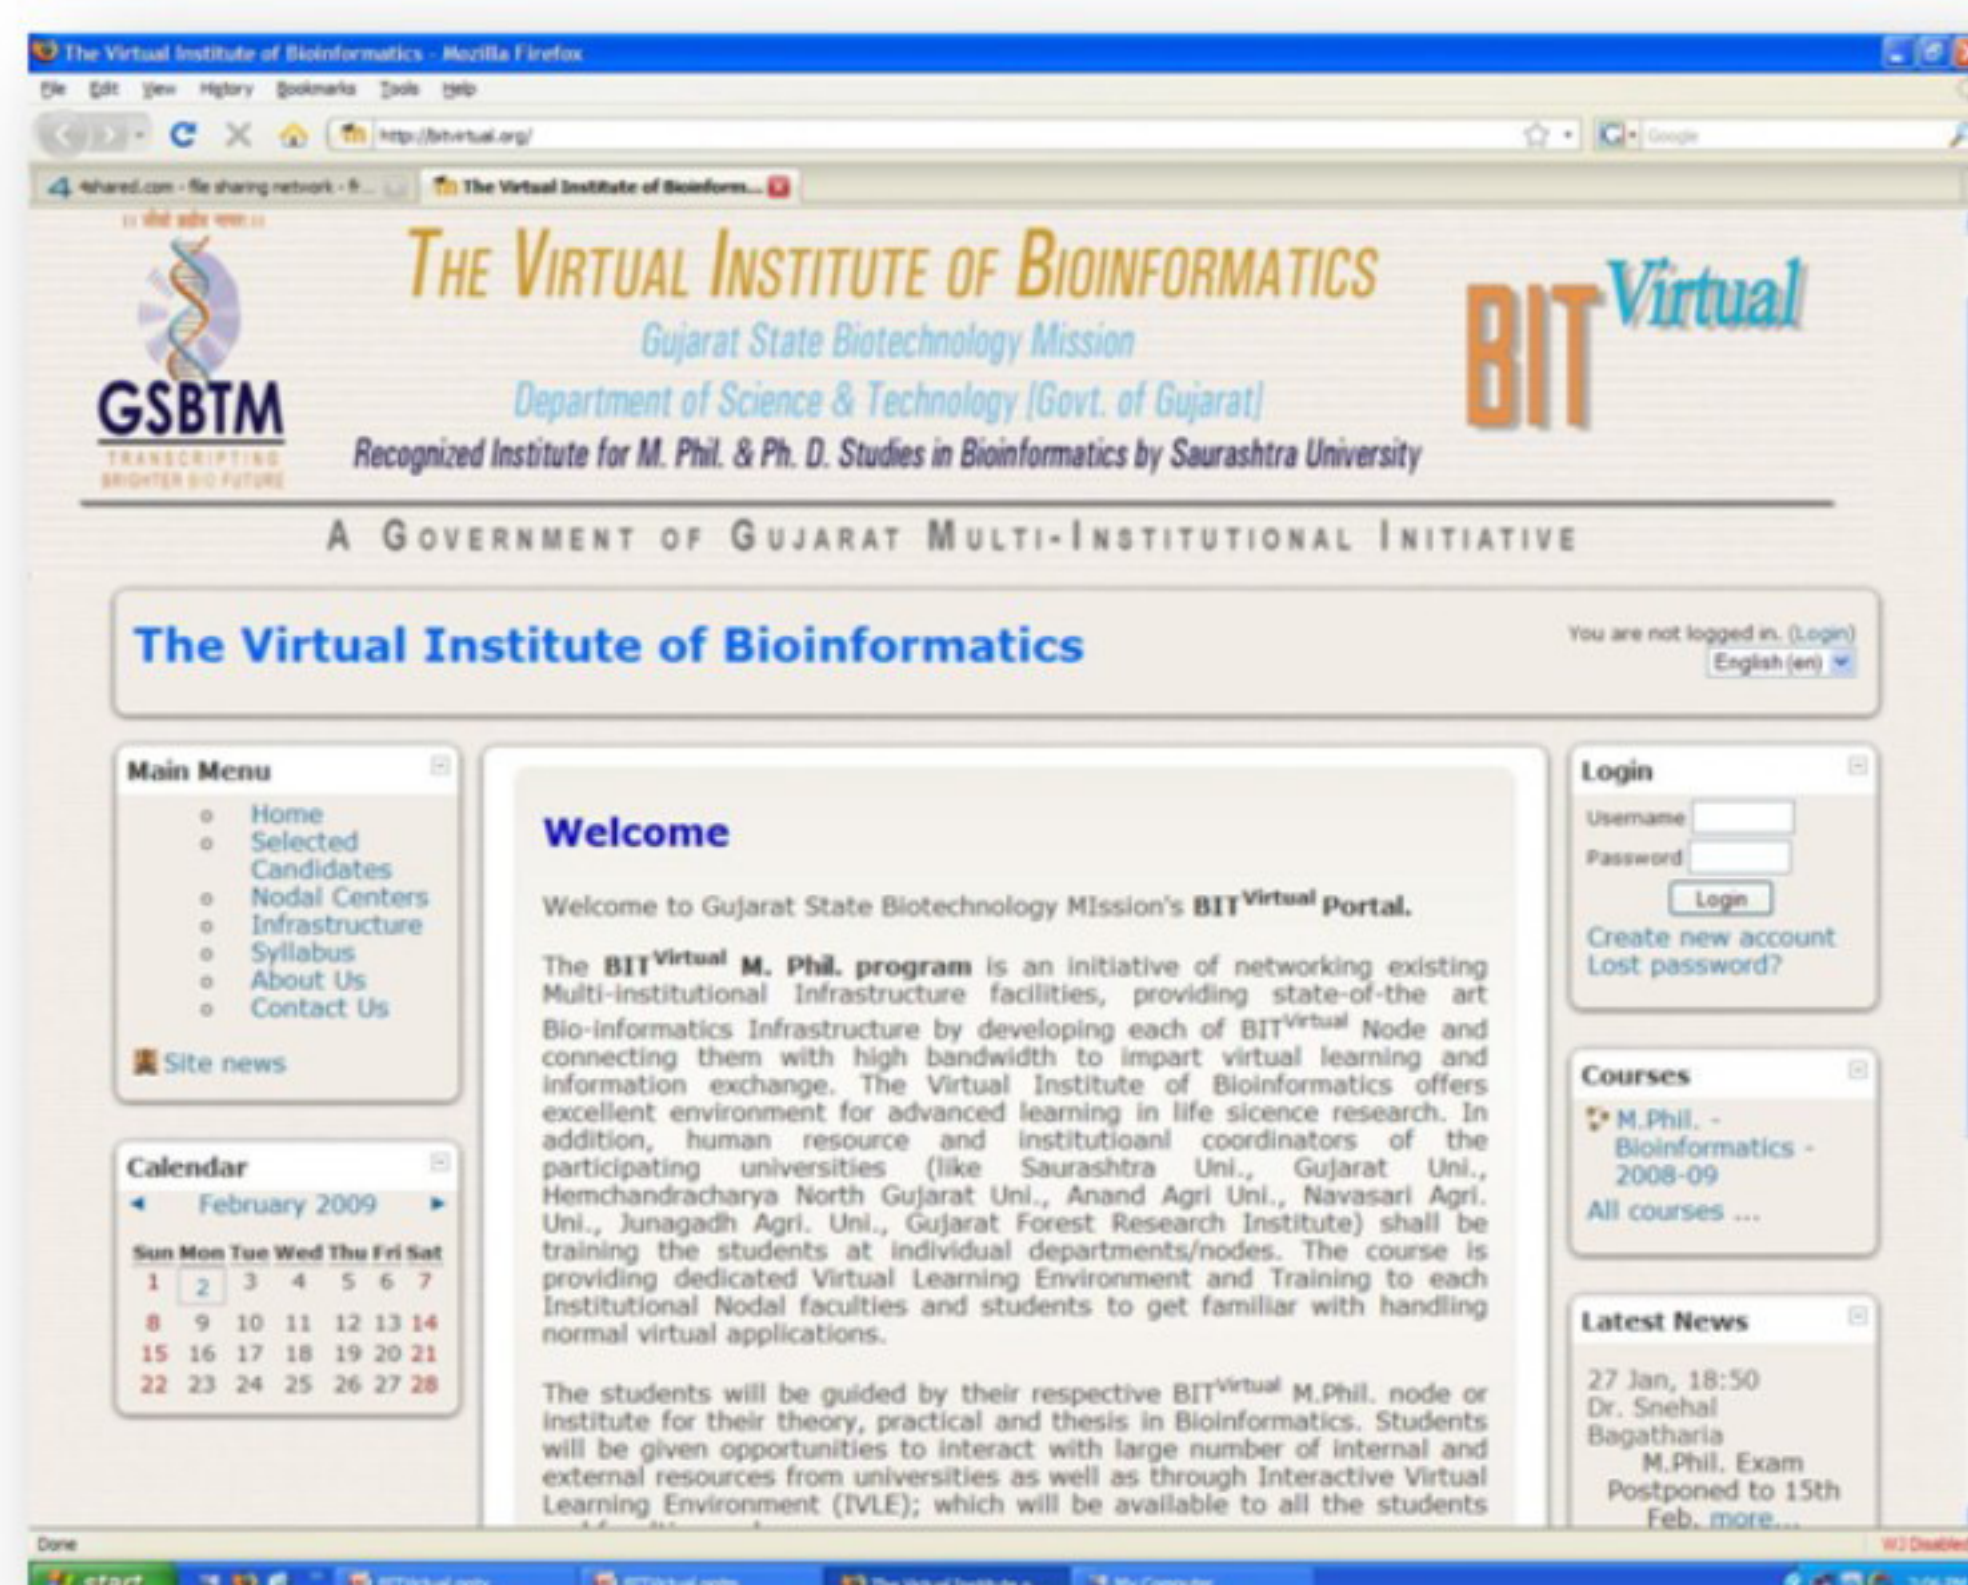 The Virtual Institute of Bioinformatics - Mozilla Firefox
File Edit View History Bookmarks Tools Help
http://bitvirtual.org/
Google
4shared.com - file sharing network - fr...
The Virtual Institute of Bioinform...
THE VIRTUAL INSTITUTE OF BIOINFORMATICS
Gujarat State Biotechnology Mission
Department of Science & Technology (Govt. of Gujarat)
Recognized Institute for M. Phil. & Ph. D. Studies in Bioinformatics by Saurashtra University
GSBTM
TRANSCRIPTING
BRIGHTER BIO FUTURE
BIT Virtual
A GOVERNMENT OF GUJARAT MULTI-INSTITUTIONAL INITIATIVE
The Virtual Institute of Bioinformatics
You are not logged in. (Login)
English (en)
Main Menu
Home
Selected
Candidates
Nodal Centers
Infrastructure
Syllabus
About Us
Contact Us
Site news
Calendar
February 2009
Sun Mon Tue Wed Thu Fri Sat
1 2 3 4 5 6 7
8 9 10 11 12 13 14
15 16 17 18 19 20 21
22 23 24 25 26 27 28
Welcome
Welcome to Gujarat State Biotechnology MIssion's BITVirtual Portal.
The BITVirtual M. Phil. program is an initiative of networking existing
Multi-institutional Infrastructure facilities, providing state-of-the art
Bio-informatics Infrastructure by developing each of BITVirtual Node and
connecting them with high bandwidth to impart virtual learning and
information exchange. The Virtual Institute of Bioinformatics offers
excellent environment for advanced learning in life sicence research. In
addition, human resource and institutioanl coordinators of the
participating universities (like Saurashtra Uni., Gujarat Uni.,
Hemchandracharya North Gujarat Uni., Anand Agri Uni., Navasari Agri.
Uni., Junagadh Agri. Uni., Gujarat Forest Research Institute) shall be
training the students at individual departments/nodes. The course is
providing dedicated Virtual Learning Environment and Training to each
Institutional Nodal faculties and students to get familiar with handling
normal virtual applications.
The students will be guided by their respective BITVirtual M.Phil. node or
institute for their theory, practical and thesis in Bioinformatics. Students
will be given opportunities to interact with large number of internal and
external resources from universities as well as through Interactive Virtual
Learning Environment (IVLE); which will be available to all the students
Login
Username
Password
Login
Create new account
Lost password?
Courses
M.Phil. -
Bioinformatics -
2008-09
All courses ...
Latest News
27 Jan, 18:50
Dr. Snehal
Bagatharia
M.Phil. Exam
Postponed to 15th
Feb. more...
Done
start